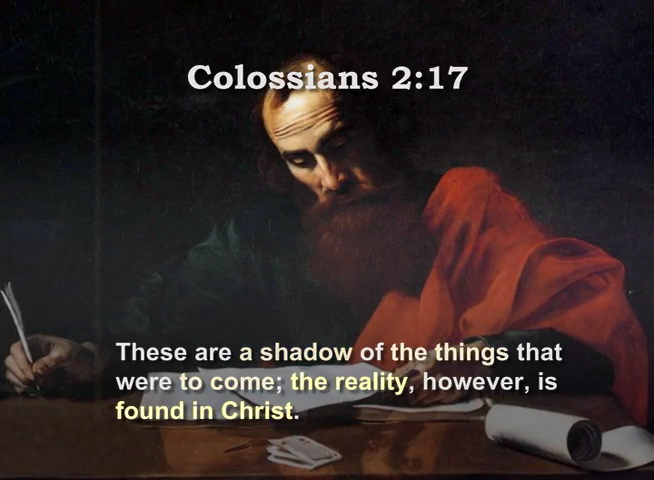 Colossians 2:17
These are a shadow of the things that
were to come; the reality, however, is
found in Christ.